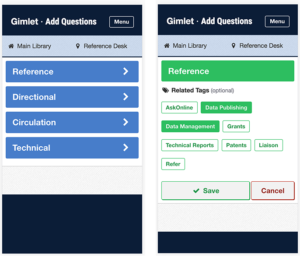 Gimlet · Add Questions Menu
Main Library Reference Desk
Reference
Directional
Circulation
Technical
Gimlet · Add Questions Menu
Main Library Reference Desk
Reference
Related Tags (optional)
AskOnline Data Publishing
Data Management Grants
Technical Reports Patents Liaison
Refer
Save Cancel